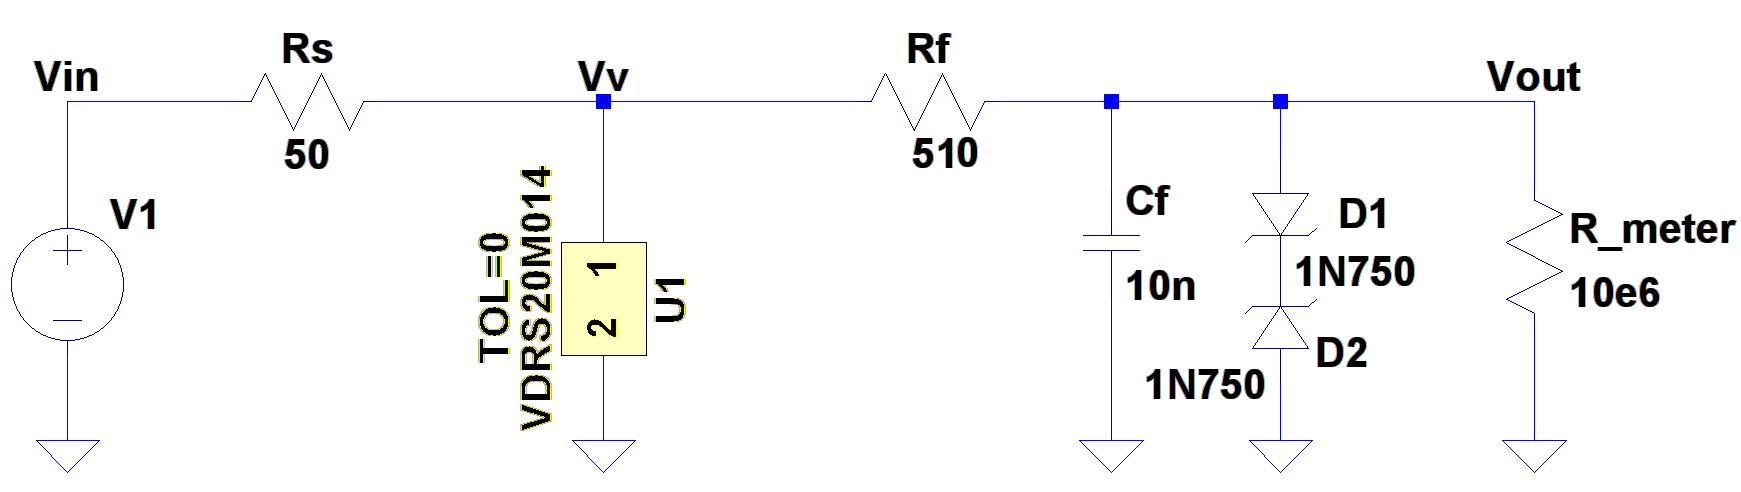 Vin
Rs
50
Vv
Rf
510
Vout
V1
+
−
TOL=0
VDRS20M014
1
2
U1
Cf
10n
D1
1N750
D2
1N750
R_meter
10e6